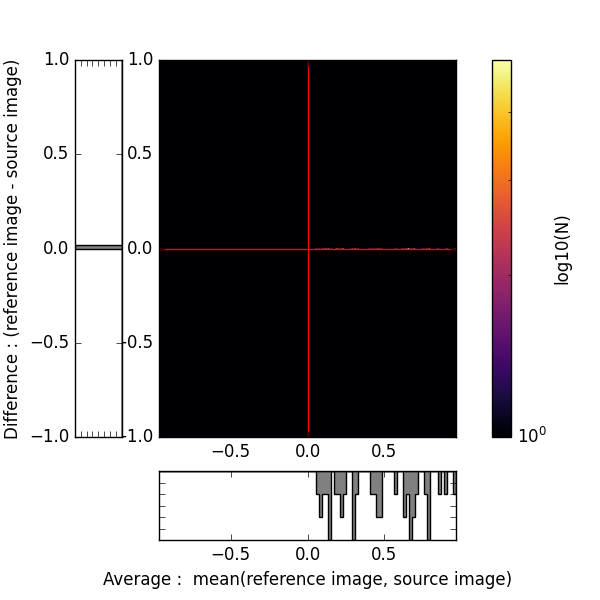 Difference : (reference image - source image)
1.0
0.5
0.0
−0.5
−1.0
1.0
0.5
0.0
−0.5
−1.0
−0.5 0.0 0.5
10^0
log10(N)
−0.5 0.0 0.5
Average : mean(reference image, source image)